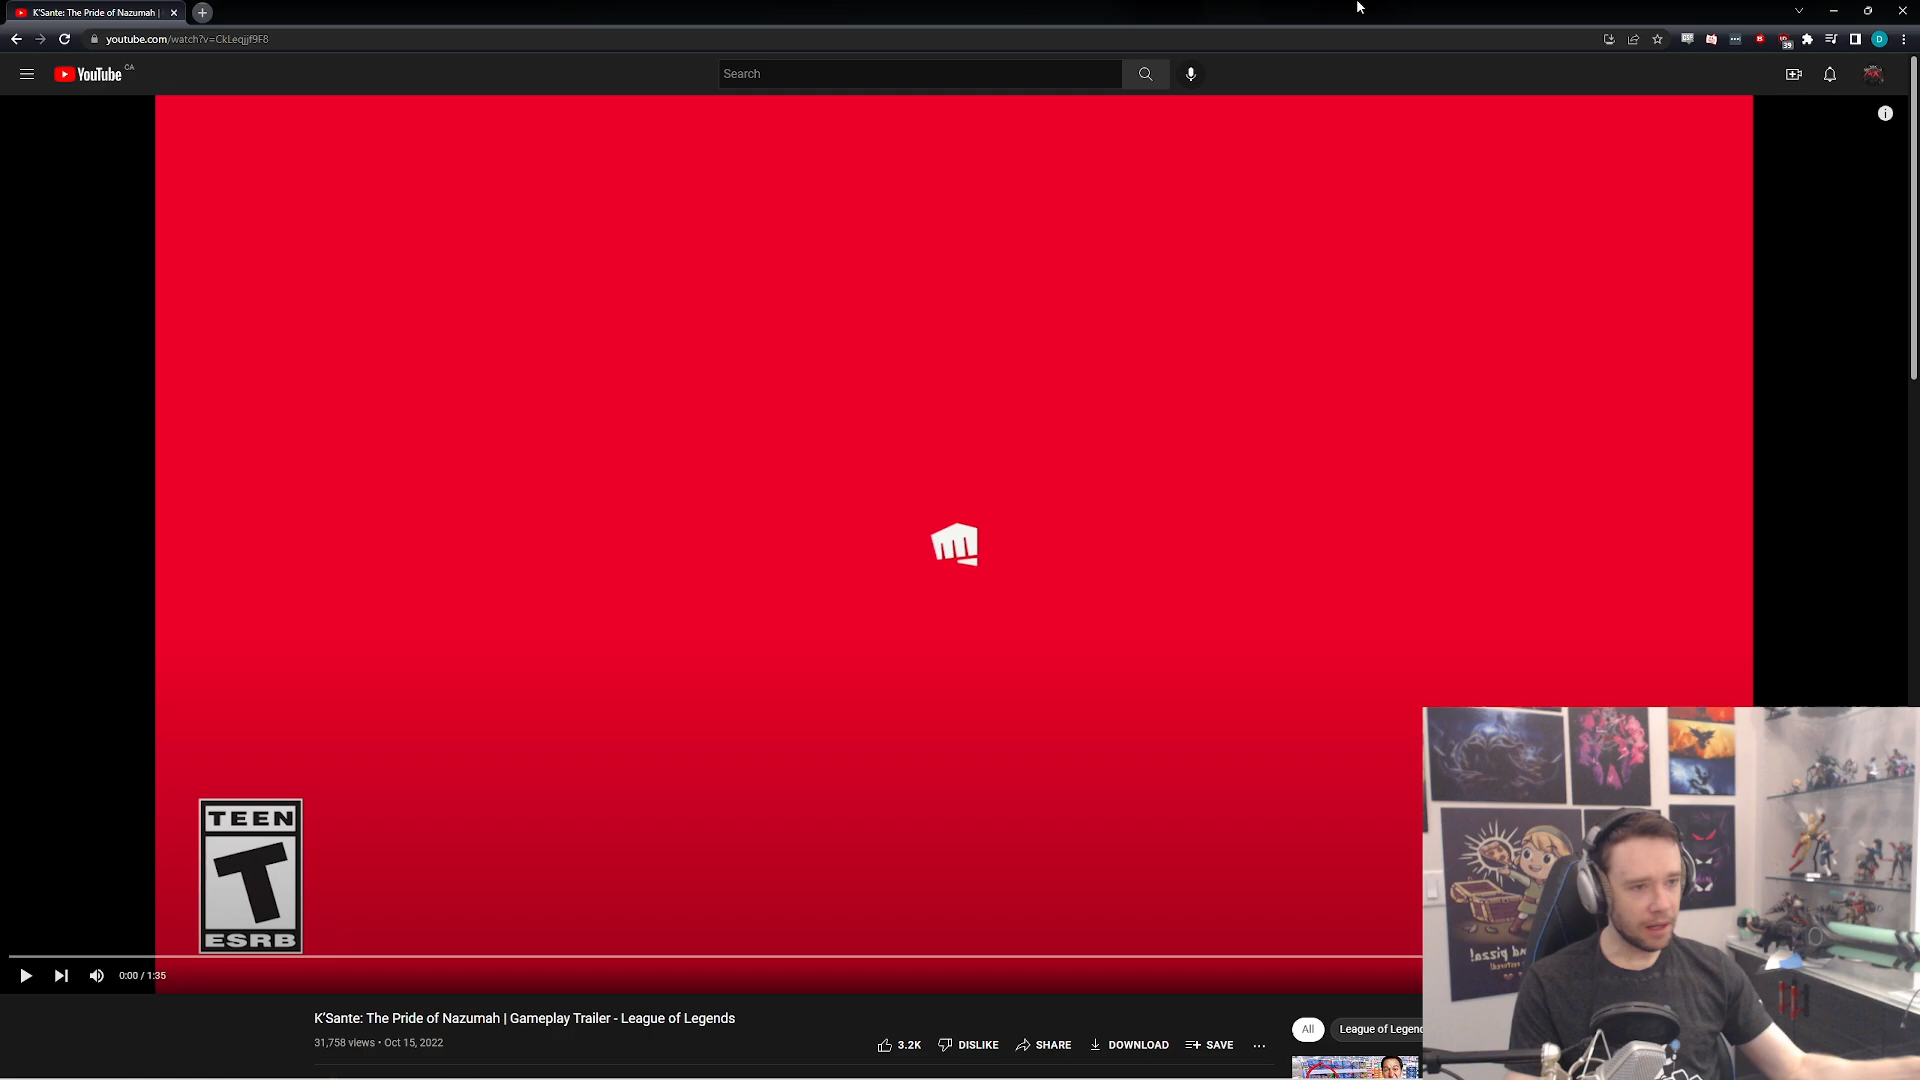 K'Sante: The Pride of Nazumah |
youtube.com/watch?v=CkLeqjjf9F8
39
D
YouTube CA
Search
TEEN
T
ESRB
0:00 / 1:35
K'Sante: The Pride of Nazumah | Gameplay Trailer - League of Legends
31,758 views • Oct 15, 2022
3.2K
DISLIKE
SHARE
DOWNLOAD
SAVE
All
League of Legend